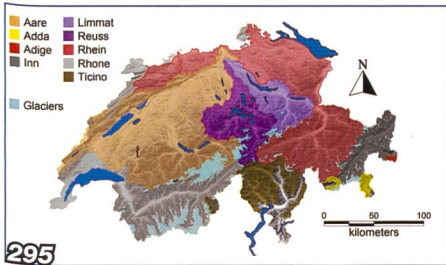 Aare
Adda
Adige
Inn
Limmat
Reuss
Rhein
Rhone
Ticino
Glaciers
N
0 50 100
kilometers
295